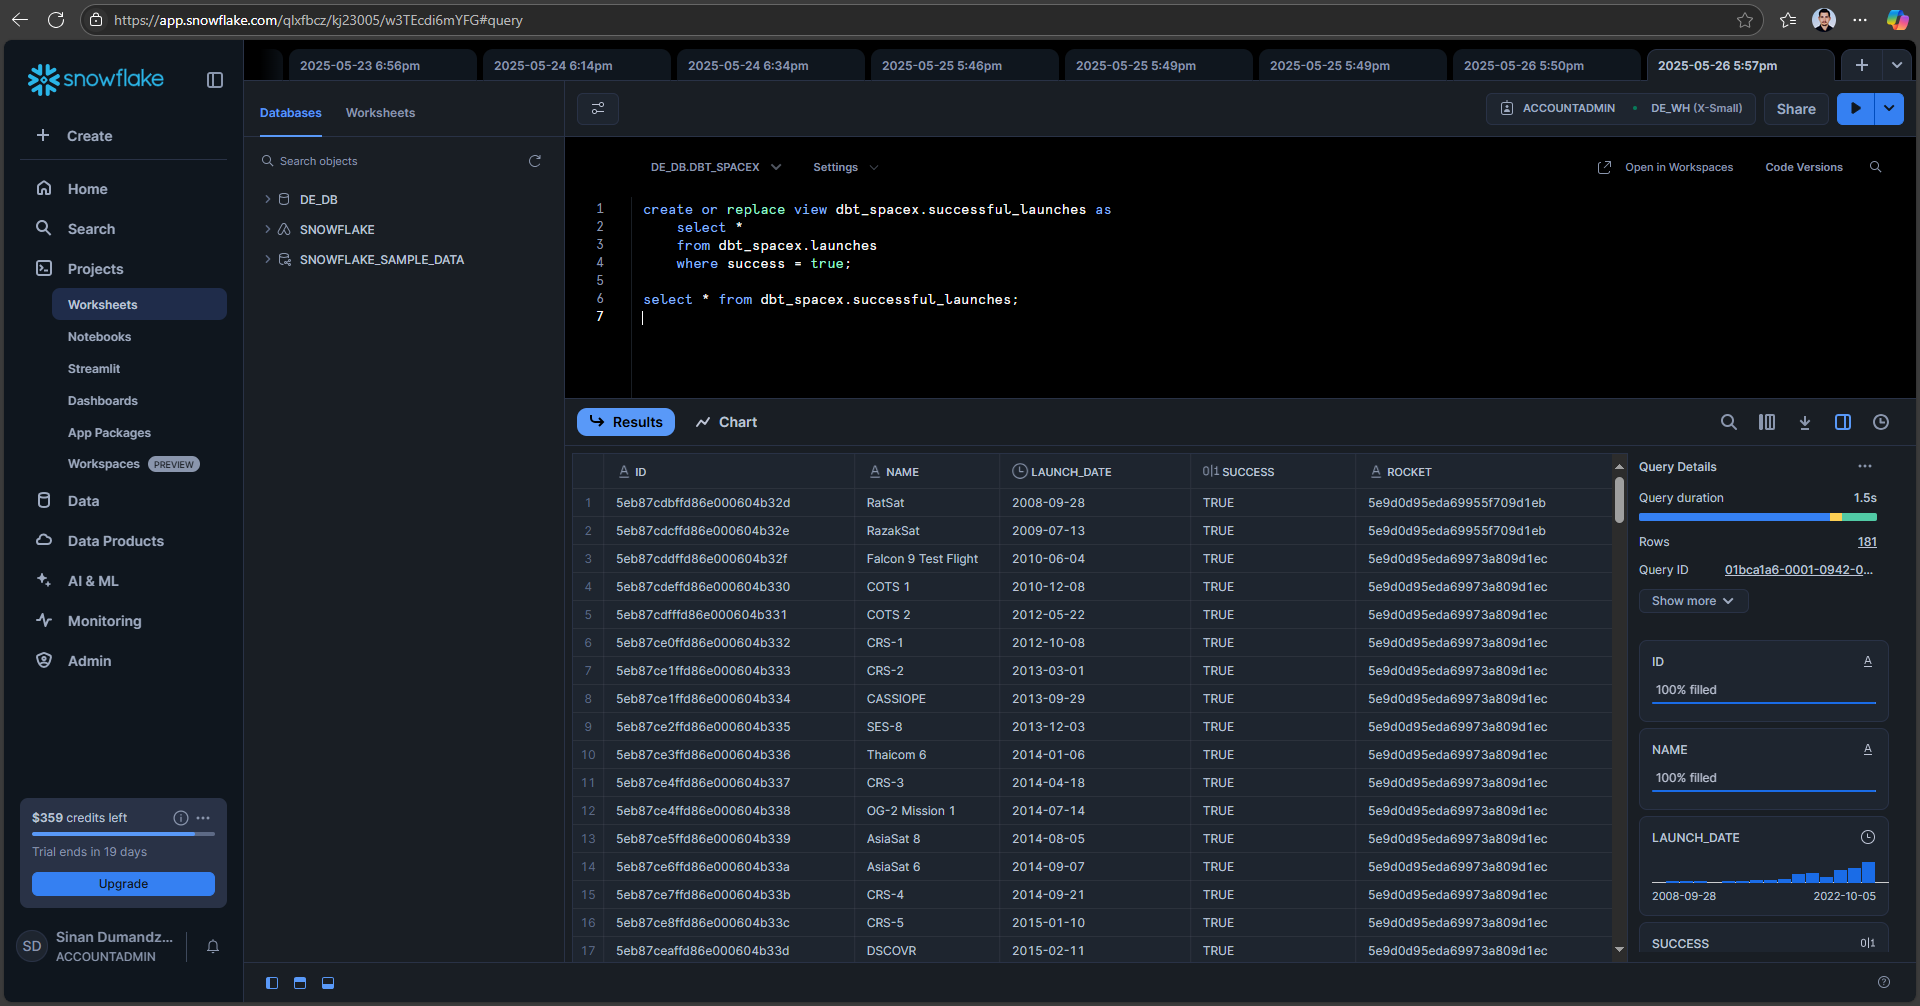 https://app.snowflake.com/qlxfbcz/kj23005/w3TEcdi6mYFG#query
snowflake
Create
Home
Search
Projects
Worksheets
Notebooks
Streamlit
Dashboards
App Packages
Workspaces PREVIEW
Data
Data Products
AI & ML
Monitoring
Admin
$359 credits left
Trial ends in 19 days
Upgrade
SD
Sinan Dumandz...
ACCOUNTADMIN
2025-05-23 6:56pm
2025-05-24 6:14pm
2025-05-24 6:34pm
2025-05-25 5:46pm
2025-05-25 5:49pm
2025-05-25 5:49pm
2025-05-26 5:50pm
2025-05-26 5:57pm
Databases Worksheets
Search objects
DE_DB
SNOWFLAKE
SNOWFLAKE_SAMPLE_DATA
ACCOUNTADMIN • DE_WH (X-Small)
Share
DE_DB.DBT_SPACEX Settings
Open in Workspaces Code Versions
1 create or replace view dbt_spacex.successful_launches as
2 select *
3 from dbt_spacex.launches
4 where success = true;
5
6 select * from dbt_spacex.successful_launches;
7
Results Chart
A ID A NAME LAUNCH_DATE 0|1 SUCCESS A ROCKET
1 5eb87cdbffd86e000604b32d RatSat 2008-09-28 TRUE 5e9d0d95eda69955f709d1eb
2 5eb87cdcffd86e000604b32e RazakSat 2009-07-13 TRUE 5e9d0d95eda69955f709d1eb
3 5eb87cddffd86e000604b32f Falcon 9 Test Flight 2010-06-04 TRUE 5e9d0d95eda69973a809d1ec
4 5eb87cdeffd86e000604b330 COTS 1 2010-12-08 TRUE 5e9d0d95eda69973a809d1ec
5 5eb87cdfffd86e000604b331 COTS 2 2012-05-22 TRUE 5e9d0d95eda69973a809d1ec
6 5eb87ce0ffd86e000604b332 CRS-1 2012-10-08 TRUE 5e9d0d95eda69973a809d1ec
7 5eb87ce1ffd86e000604b333 CRS-2 2013-03-01 TRUE 5e9d0d95eda69973a809d1ec
8 5eb87ce1ffd86e000604b334 CASSIOPE 2013-09-29 TRUE 5e9d0d95eda69973a809d1ec
9 5eb87ce2ffd86e000604b335 SES-8 2013-12-03 TRUE 5e9d0d95eda69973a809d1ec
10 5eb87ce3ffd86e000604b336 Thaicom 6 2014-01-06 TRUE 5e9d0d95eda69973a809d1ec
11 5eb87ce4ffd86e000604b337 CRS-3 2014-04-18 TRUE 5e9d0d95eda69973a809d1ec
12 5eb87ce4ffd86e000604b338 OG-2 Mission 1 2014-07-14 TRUE 5e9d0d95eda69973a809d1ec
13 5eb87ce5ffd86e000604b339 AsiaSat 8 2014-08-05 TRUE 5e9d0d95eda69973a809d1ec
14 5eb87ce6ffd86e000604b33a AsiaSat 6 2014-09-07 TRUE 5e9d0d95eda69973a809d1ec
15 5eb87ce7ffd86e000604b33b CRS-4 2014-09-21 TRUE 5e9d0d95eda69973a809d1ec
16 5eb87ce8ffd86e000604b33c CRS-5 2015-01-10 TRUE 5e9d0d95eda69973a809d1ec
17 5eb87ceaffd86e000604b33d DSCOVR 2015-02-11 TRUE 5e9d0d95eda69973a809d1ec
Query Details
Query duration 1.5s
Rows 181
Query ID 01bca1a6-0001-0942-0...
Show more
ID A
100% filled
NAME A
100% filled
LAUNCH_DATE
2008-09-28 2022-10-05
SUCCESS 0|1